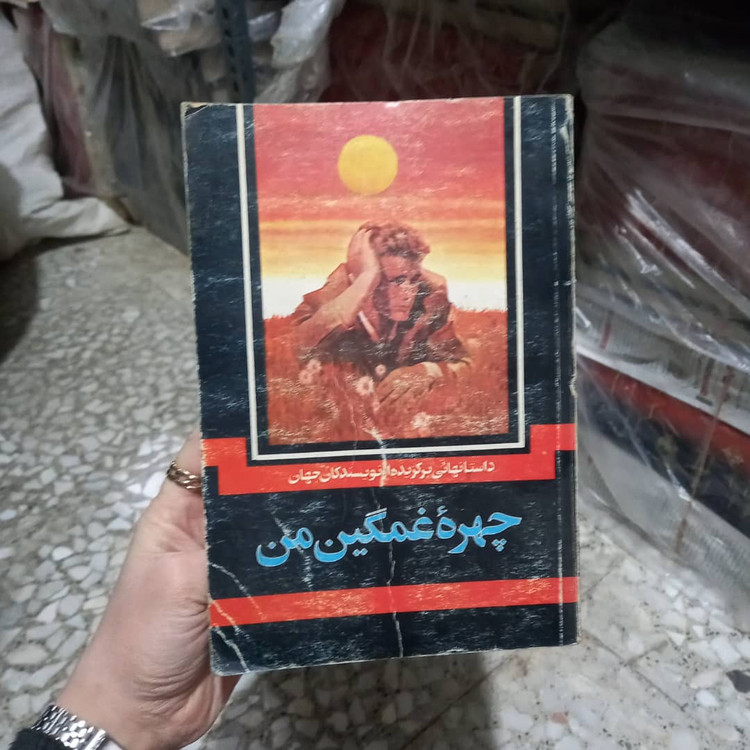 داستانهائی برگزیده از نویسندگان جهان
چهرهٔ غمگین من